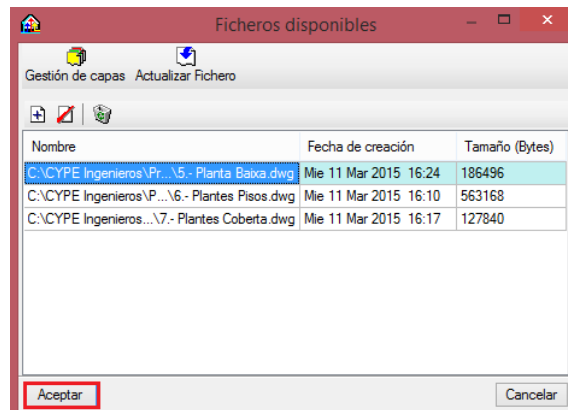 Ficheros disponibles
Gestión de capas Actualizar Fichero
Nombre Fecha de creación Tamaño (Bytes)
C:\CYPE Ingenieros\Pr...\5.- Planta Baixa.dwg Mie 11 Mar 2015 16:24 186496
C:\CYPE Ingenieros\P...\6.- Plantes Pisos.dwg Mie 11 Mar 2015 16:10 563168
C:\CYPE Ingenieros...\7.- Plantes Coberta.dwg Mie 11 Mar 2015 16:17 127840
Aceptar Cancelar